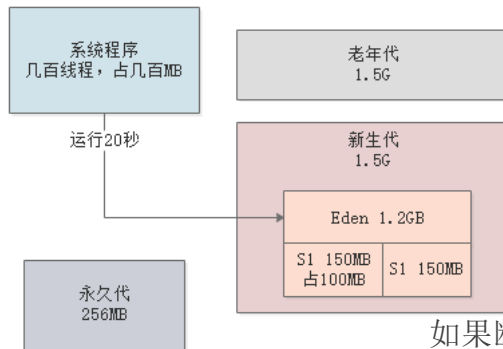 系统程序
几百线程，占几百MB
老年代
1.5G
运行20秒
新生代
1.5G
Eden 1.2GB
S1 150MB
占100MB
S1 150MB
永久代
256MB
如果